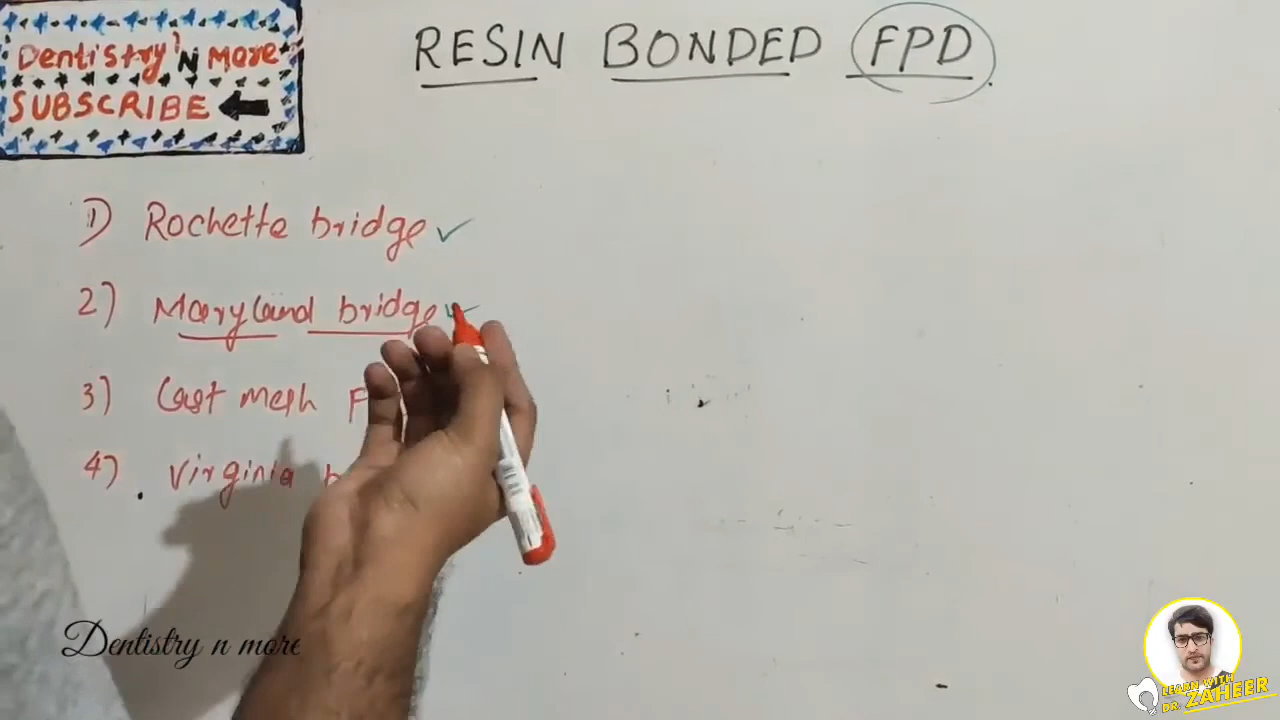 Dentistry'N More
SUBSCRIBE
RESIN BONDED FPD
1) Rochette bridge ✓
2) Maryland bridge ✓
3) Cast mesh
4) Virginia
Dentistry n more
LEARN WITH
DR. ZAHEER